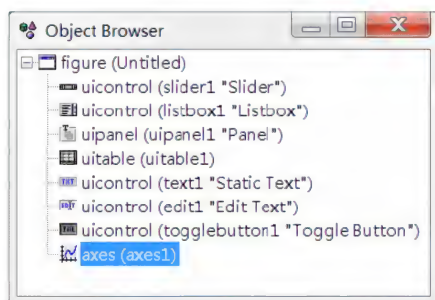 Object Browser
figure (Untitled)
uicontrol (slider1 "Slider")
uicontrol (listbox1 "Listbox")
uipanel (uipanel1 "Panel")
uitable (uitable1)
uicontrol (text1 "Static Text")
uicontrol (edit1 "Edit Text")
uicontrol (togglebutton1 "Toggle Button")
axes (axes1)